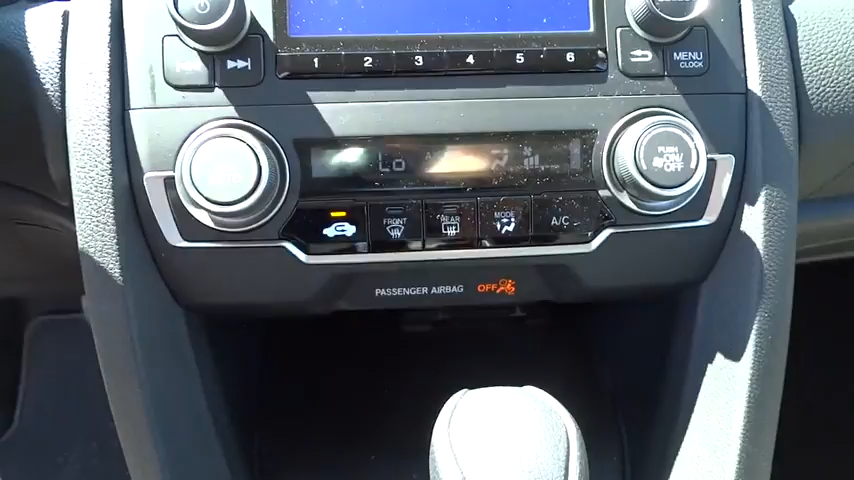 1 2 3 4 5 6
MENU
CLOCK
Lo
PUSH
ON/
OFF
FRONT
REAR
MODE
A/C
PASSENGER AIRBAG OFF